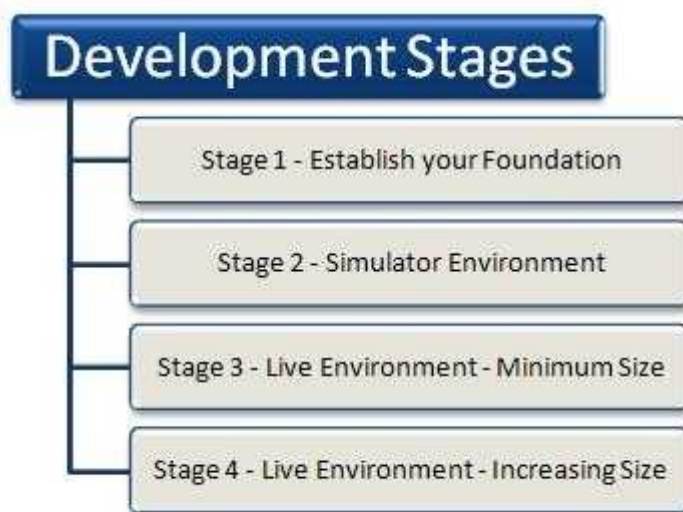 Development Stages
Stage 1 - Establish your Foundation
Stage 2 - Simulator Environment
Stage 3 - Live Environment - Minimum Size
Stage 4 - Live Environment - Increasing Size